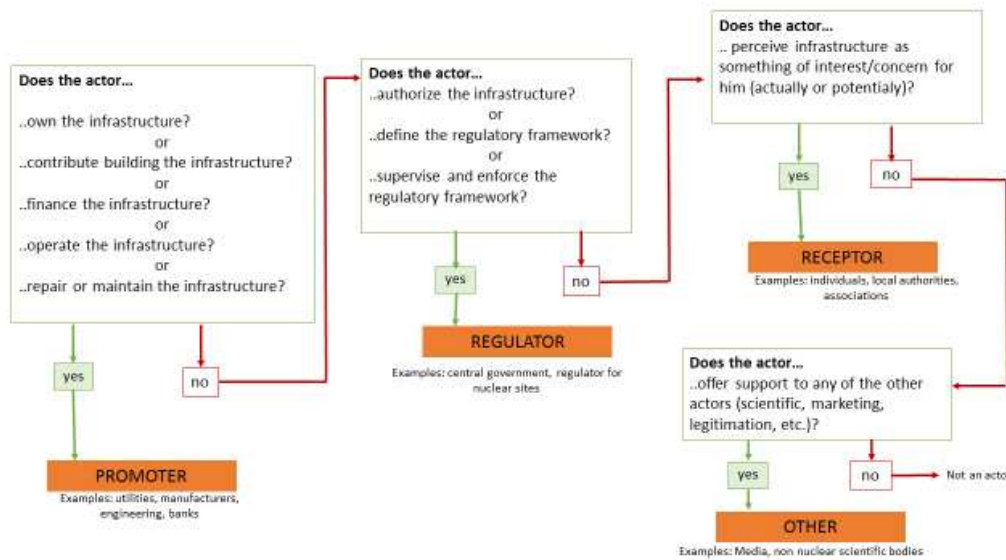 Does the actor...
..own the infrastructure?
or
..contribute building the infrastructure?
or
..finance the infrastructure?
or
..operate the infrastructure?
or
..repair or maintain the infrastructure?
yes
no
PROMOTER
Examples: utilities, manufacturers,
engineering, banks
Does the actor...
..authorize the infrastructure?
or
..define the regulatory framework?
or
..supervise and enforce the
regulatory framework?
yes
no
REGULATOR
Examples: central government, regulator for
nuclear sites
Does the actor...
.. perceive infrastructure as
something of interest/concern for
him (actually or potentialy)?
yes
no
RECEPTOR
Examples: individuals, local authorities,
associations
Does the actor...
..offer support to any of the other
actors (scientific, marketing,
legitimation, etc.)?
yes
no
Not an acto
OTHER
Examples: Media, non nuclear scientific bodies